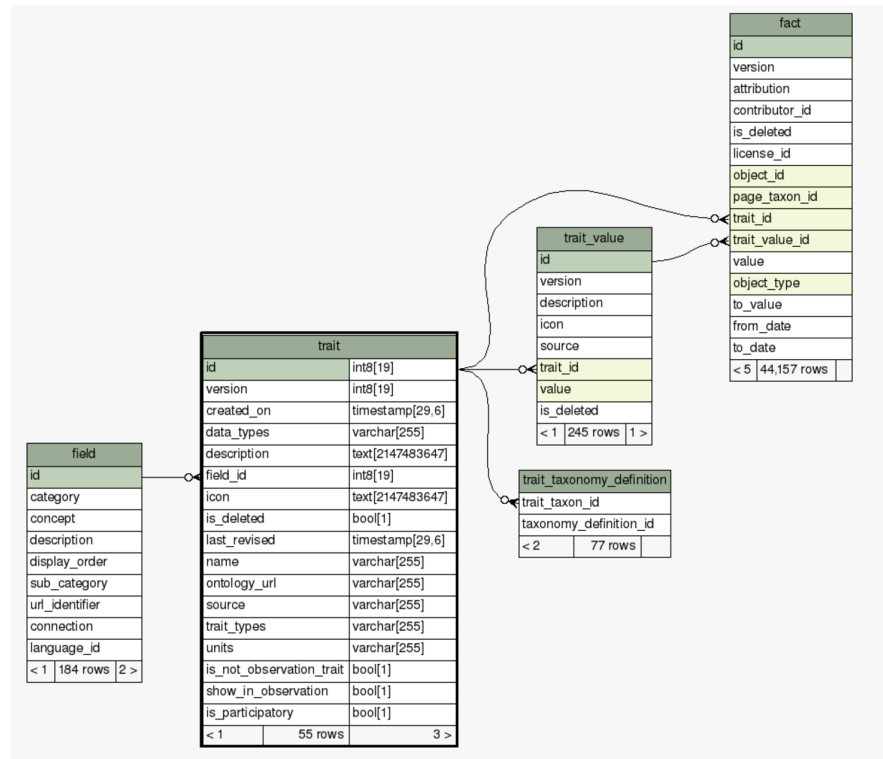 fact
id
version
attribution
contributor_id
is_deleted
license_id
object_id
page_taxon_id
trait_id
trait_value_id
value
object_type
to_value
from_date
to_date
< 5 44,157 rows
trait_value
id
version
description
icon
source
trait_id
value
is_deleted
< 1 245 rows 1 >
trait
id int8[19]
version int8[19]
created_on timestamp[29,6]
data_types varchar[255]
description text[2147483647]
field_id int8[19]
icon text[2147483647]
is_deleted bool[1]
last_revised timestamp[29,6]
name varchar[255]
ontology_url varchar[255]
source varchar[255]
trait_types varchar[255]
units varchar[255]
is_not_observation_trait bool[1]
show_in_observation bool[1]
is_participatory bool[1]
< 1 55 rows 3 >
field
id
category
concept
description
display_order
sub_category
url_identifier
connection
language_id
< 1 184 rows 2 >
trait_taxonomy_definition
trait_taxon_id
taxonomy_definition_id
< 2 77 rows